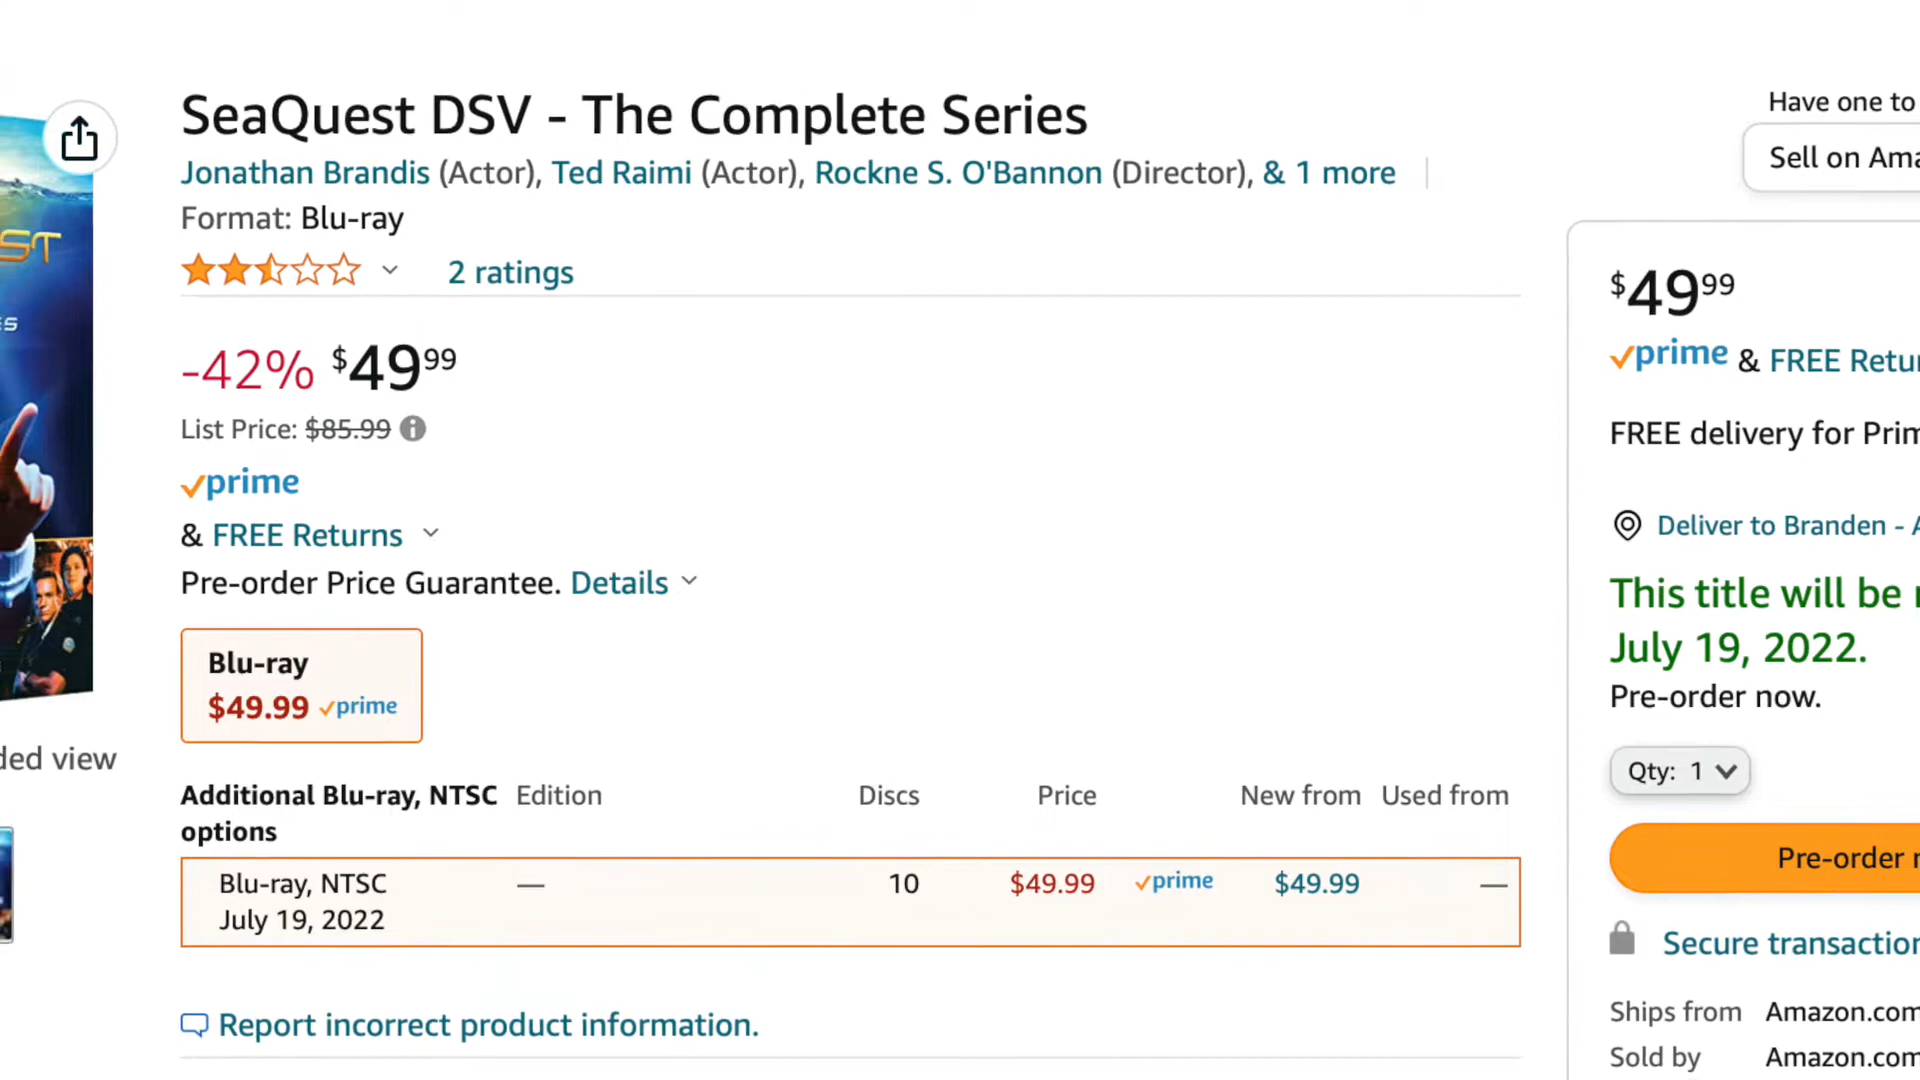 SeaQuest DSV - The Complete Series
Jonathan Brandis (Actor), Ted Raimi (Actor), Rockne S. O'Bannon (Director), & 1 more
Format: Blu-ray
2 ratings
-42% $49 99
List Price: $85.99
prime
& FREE Returns
Pre-order Price Guarantee. Details
Blu-ray
$49.99 prime
Additional Blu-ray, NTSC options Edition Discs Price New from Used from
Blu-ray, NTSC — 10 $49.99 prime $49.99 —
July 19, 2022
Report incorrect product information.
ST
ES
ded view
Have one to
Sell on Ama
$49 99
prime & FREE Retu
FREE delivery for Prim
Deliver to Branden -
This title will be
July 19, 2022.
Pre-order now.
Qty: 1
Pre-order
Secure transaction
Ships from Amazon.com
Sold by Amazon.com